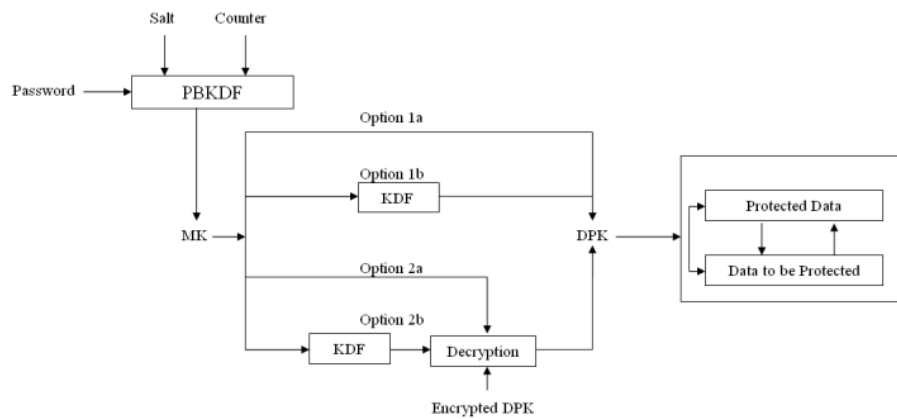 Salt
Counter
Password
PBKDF
Option 1a
Option 1b
KDF
MK
DPK
Protected Data
Data to be Protected
Option 2a
Option 2b
KDF
Decryption
Encrypted DPK